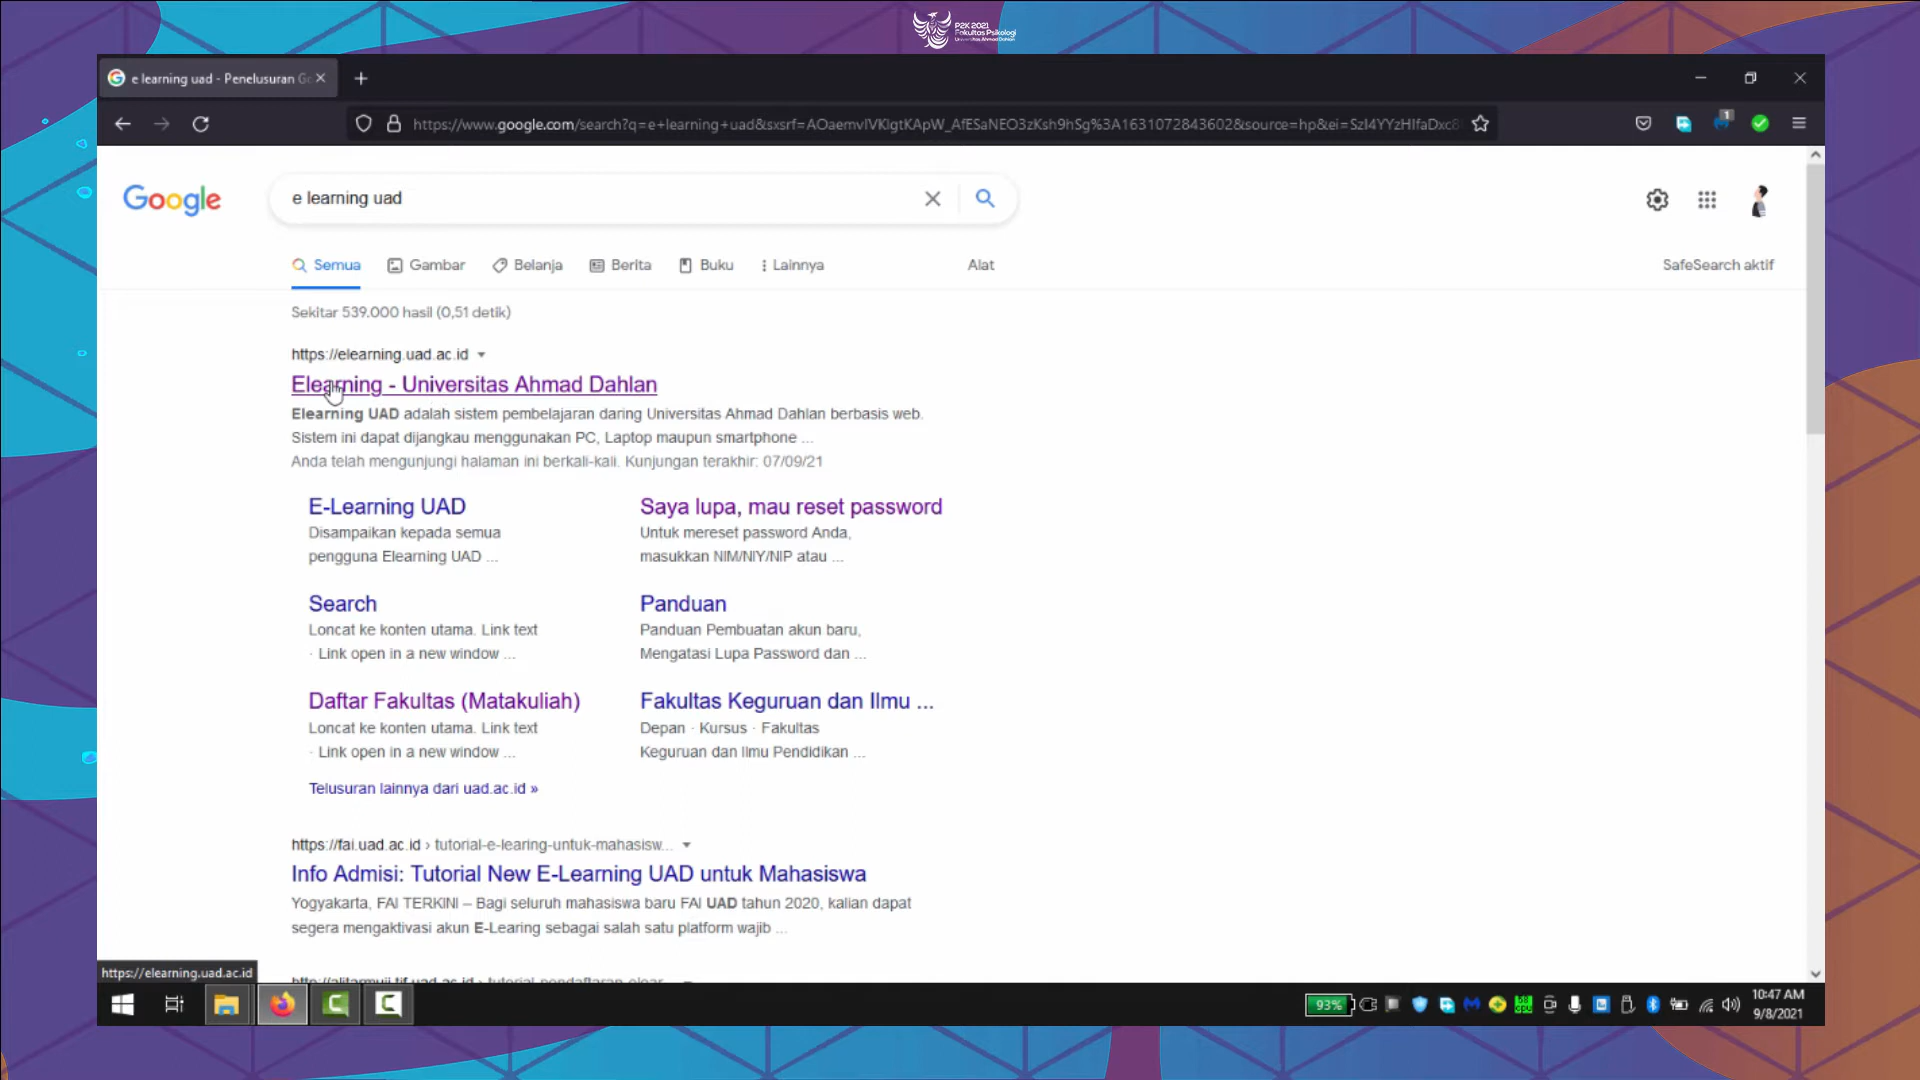 P2K 2021
Fakultas Psikologi
Universitas Ahmad Dahlan
e learning uad - Penelusuran Go
https://www.google.com/search?q=e+learning+uad&sxsrf=
1
Google
e learning uad
Semua
Gambar
Belanja
Berita
Buku
Lainnya
Alat
SafeSearch aktif
Sekitar 539.000 hasil (0,51 detik)
https://elearning.uad.ac.id
Elearning - Universitas Ahmad Dahlan
Elearning UAD adalah sistem pembelajaran daring Universitas Ahmad Dahlan berbasis web.
Sistem ini dapat dijangkau menggunakan PC, Laptop maupun smartphone ...
Anda telah mengunjungi halaman ini berkali-kali. Kunjungan terakhir: 07/09/21
E-Learning UAD
Disampaikan kepada semua
pengguna Elearning UAD ...
Saya lupa, mau reset password
Untuk mereset password Anda,
masukkan NIM/NIY/NIP atau ...
Search
Loncat ke konten utama. Link text
· Link open in a new window ...
Panduan
Panduan Pembuatan akun baru,
Mengatasi Lupa Password dan ...
Daftar Fakultas (Matakuliah)
Loncat ke konten utama. Link text
· Link open in a new window ...
Fakultas Keguruan dan Ilmu ...
Depan · Kursus · Fakultas
Keguruan dan Ilmu Pendidikan ...
Telusuran lainnya dari uad.ac.id »
https://fai.uad.ac.id › tutorial-e-learing-untuk-mahasisw...
Info Admisi: Tutorial New E-Learning UAD untuk Mahasiswa
Yogyakarta, FAI TERKINI – Bagi seluruh mahasiswa baru FAI UAD tahun 2020, kalian dapat
segera mengaktivasi akun E-Learing sebagai salah satu platform wajib ...
https://elearning.uad.ac.id
93%
10:47 AM
9/8/2021